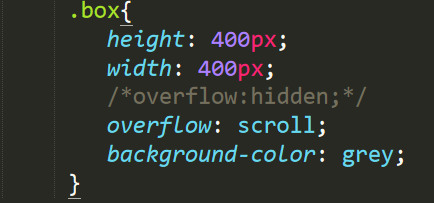 .box{
height: 400px;
width: 400px;
/*overflow:hidden;*/
overflow: scroll;
background-color: grey;
}